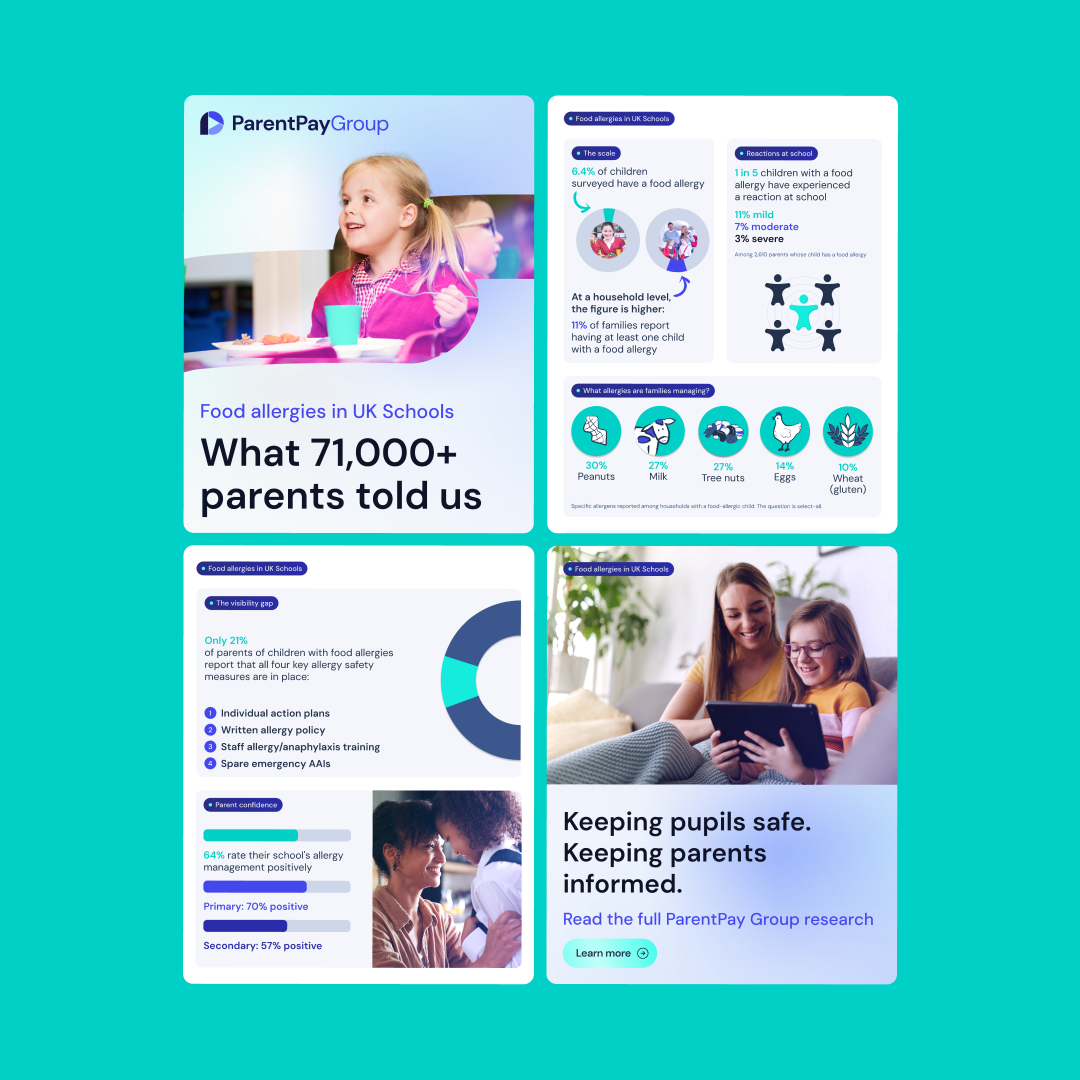 ParentPayGroup
Food allergies in UK Schools
What 71,000+
parents told us
Food allergies in UK Schools
The scale
6.4% of children
surveyed have a food allergy
At a household level,
the figure is higher:
11% of families report
having at least one child
with a food allergy
Reactions at school
1 in 5 children with a food
allergy have experienced
a reaction at school
11% mild
7% moderate
3% severe
Among 2,610 parents whose child has a food allergy
What allergies are families managing?
30%
Peanuts
27%
Milk
27%
Tree nuts
14%
Eggs
10%
Wheat
(gluten)
Specific allergens reported among households with a food-allergic child. The question is select-all.
Food allergies in UK Schools
The visibility gap
Only 21%
of parents of children with food allergies
report that all four key allergy safety
measures are in place:
1 Individual action plans
2 Written allergy policy
3 Staff allergy/anaphylaxis training
4 Spare emergency AAIs
Parent confidence
64% rate their school's allergy
management positively
Primary: 70% positive
Secondary: 57% positive
Food allergies in UK Schools
Keeping pupils safe.
Keeping parents
informed.
Read the full ParentPay Group research
Learn more